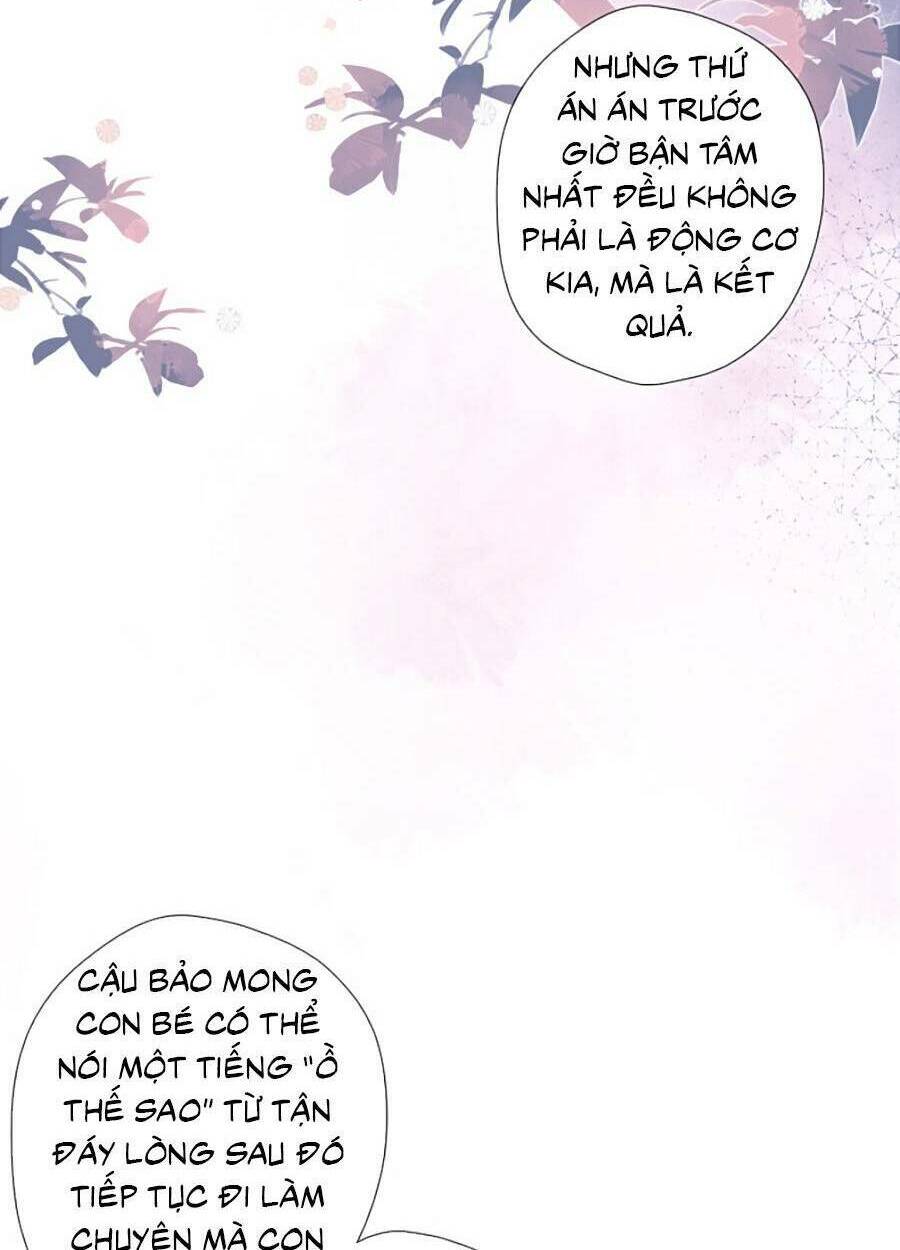 NHƯNG THỨ
ÁN ÁN TRƯỚC
GIỜ BẬN TÂM
NHẤT ĐỀU KHÔNG
PHẢI LÀ ĐỘNG CƠ
KIA, MÀ LÀ KẾT
QUẢ.
CẬU BẢO MONG
CON BÉ CÓ THỂ
NÓI MỘT TIẾNG "Ồ
THẾ SAO" TỪ TẬN
ĐÁY LÒNG SAU ĐÓ
TIẾP TỤC ĐI LÀM
CHUYỆN MÀ CON